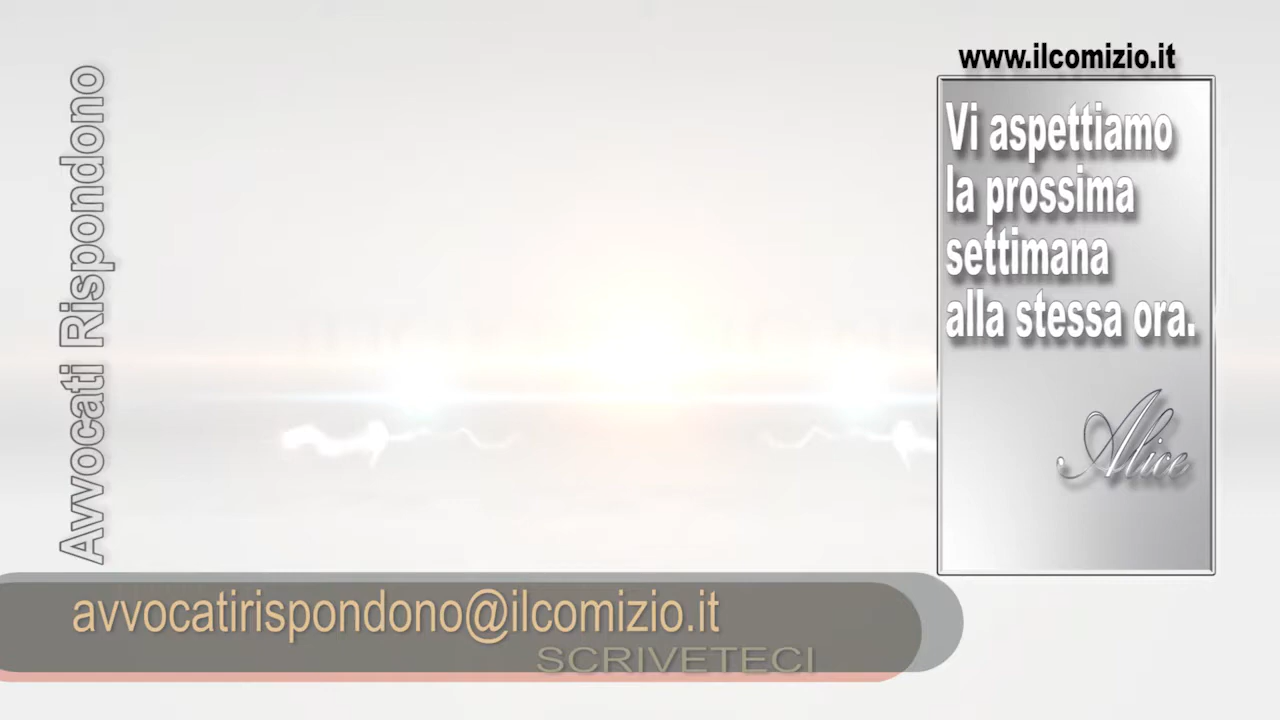 www.ilcomizio.it
Avvocati Rispondono
Vi aspettiamo
la prossima
settimana
alla stessa ora.
Alice
avvocatirispondono@ilcomizio.it
SCRIVETECI